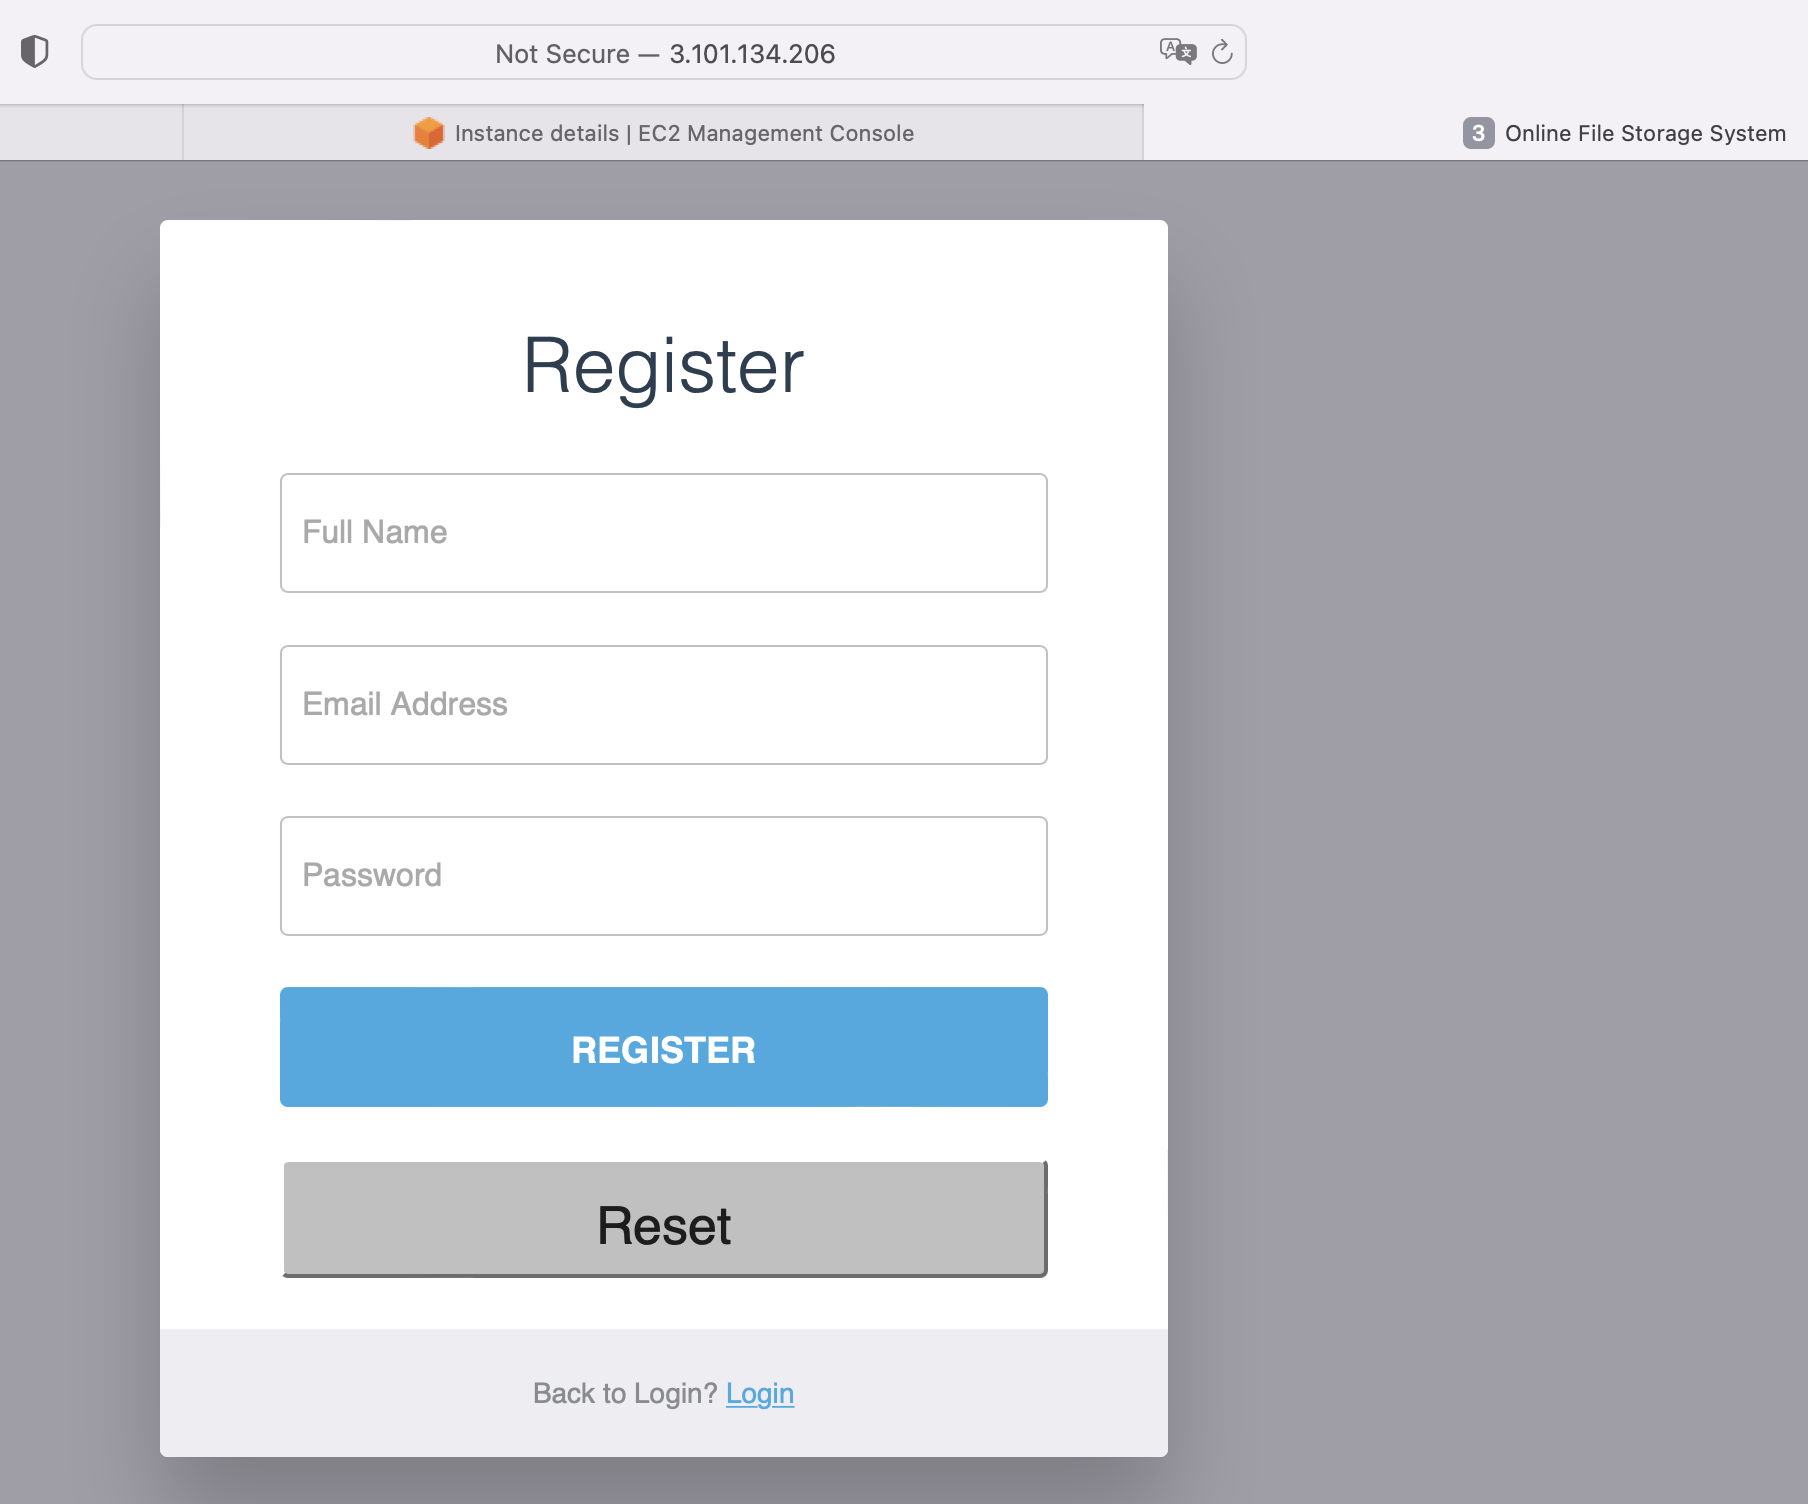 Not Secure — 3.101.134.206
Instance details | EC2 Management Console
3 Online File Storage System
Register
Full Name
Email Address
Password
REGISTER
Reset
Back to Login? Login